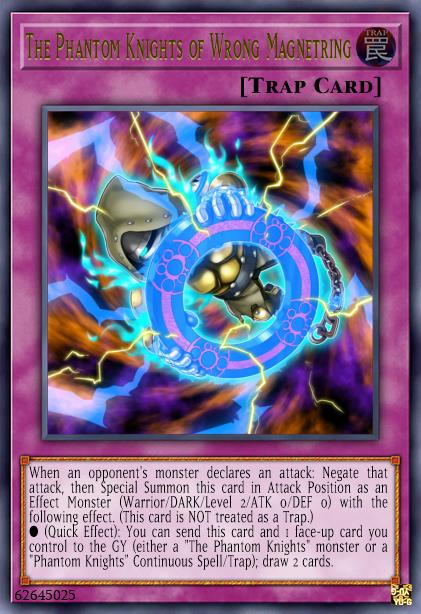 The Phantom Knights of Wrong Magnetring
TRAP
罠
[Trap Card]
When an opponent's monster declares an attack: Negate that
attack, then Special Summon this card in Attack Position as an
Effect Monster (Warrior/DARK/Level 2/ATK 0/DEF 0) with the
following effect. (This card is NOT treated as a Trap.)
● (Quick Effect): You can send this card and 1 face-up card you
control to the GY (either a "The Phantom Knights" monster or a
"Phantom Knights" Continuous Spell/Trap); draw 2 cards.
62645025